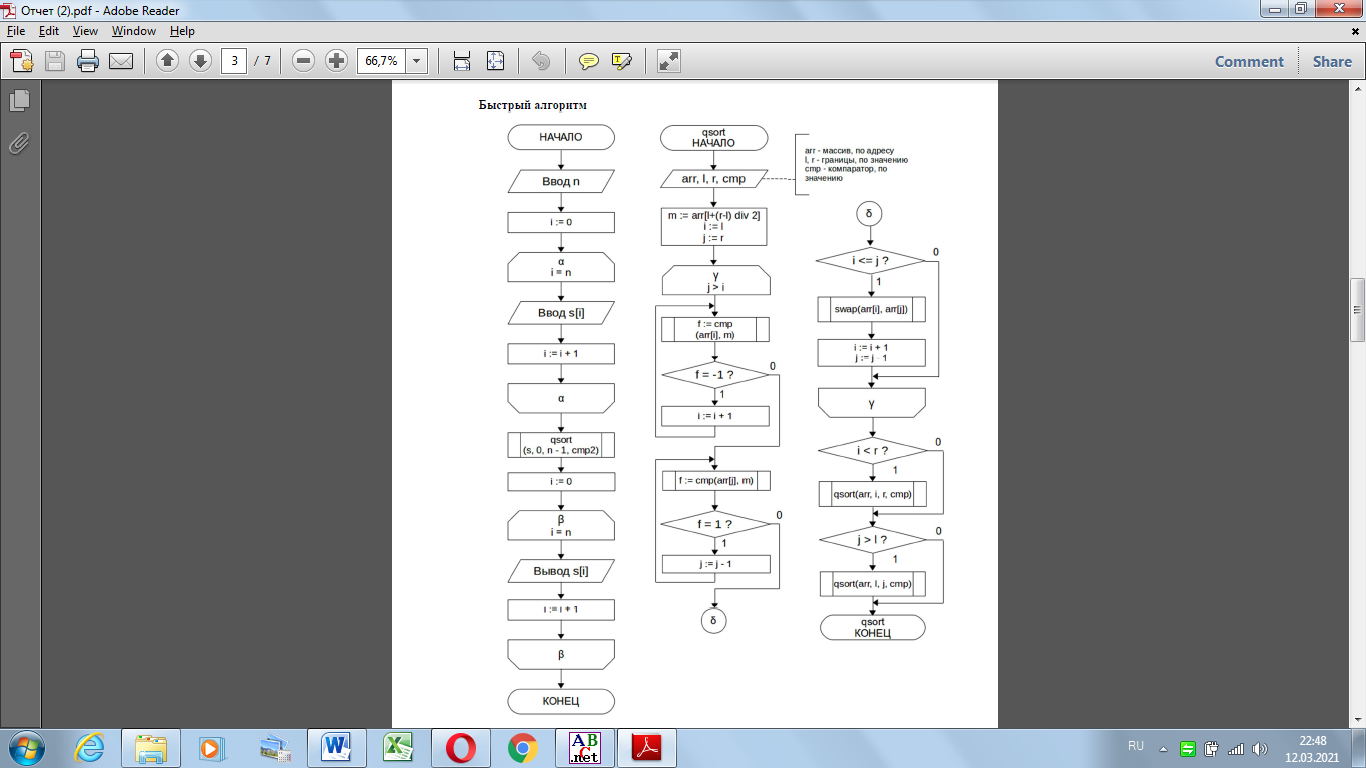 Отчет (2).pdf - Adobe Reader
File Edit View Window Help
3 / 7
66,7%
Comment Share
Быстрый алгоритм
НАЧАЛО
Ввод n
i := 0
α
i = n
Ввод s[i]
i := i + 1
α
qsort
(s, 0, n - 1, cmp2)
i := 0
β
i = n
Вывод s[i]
i := i + 1
β
КОНЕЦ
qsort
НАЧАЛО
arr, l, r, cmp
arr - массив, по адресу
l, r - границы, по значению
cmp - компаратор, по
значению
m := arr[l+(r-l) div 2]
i := l
j := r
γ
j > i
f := cmp
(arr[i], m)
f = -1 ?
0
1
i := i + 1
f := cmp(arr[j], m)
f = 1 ?
0
1
j := j - 1
δ
δ
i <= j ?
0
1
swap(arr[i], arr[j])
i := i + 1
j := j - 1
γ
i < r ?
0
1
qsort(arr, i, r, cmp)
j > l ?
0
1
qsort(arr, l, j, cmp)
qsort
КОНЕЦ
ABC
.net
RU
22:48
12.03.2021